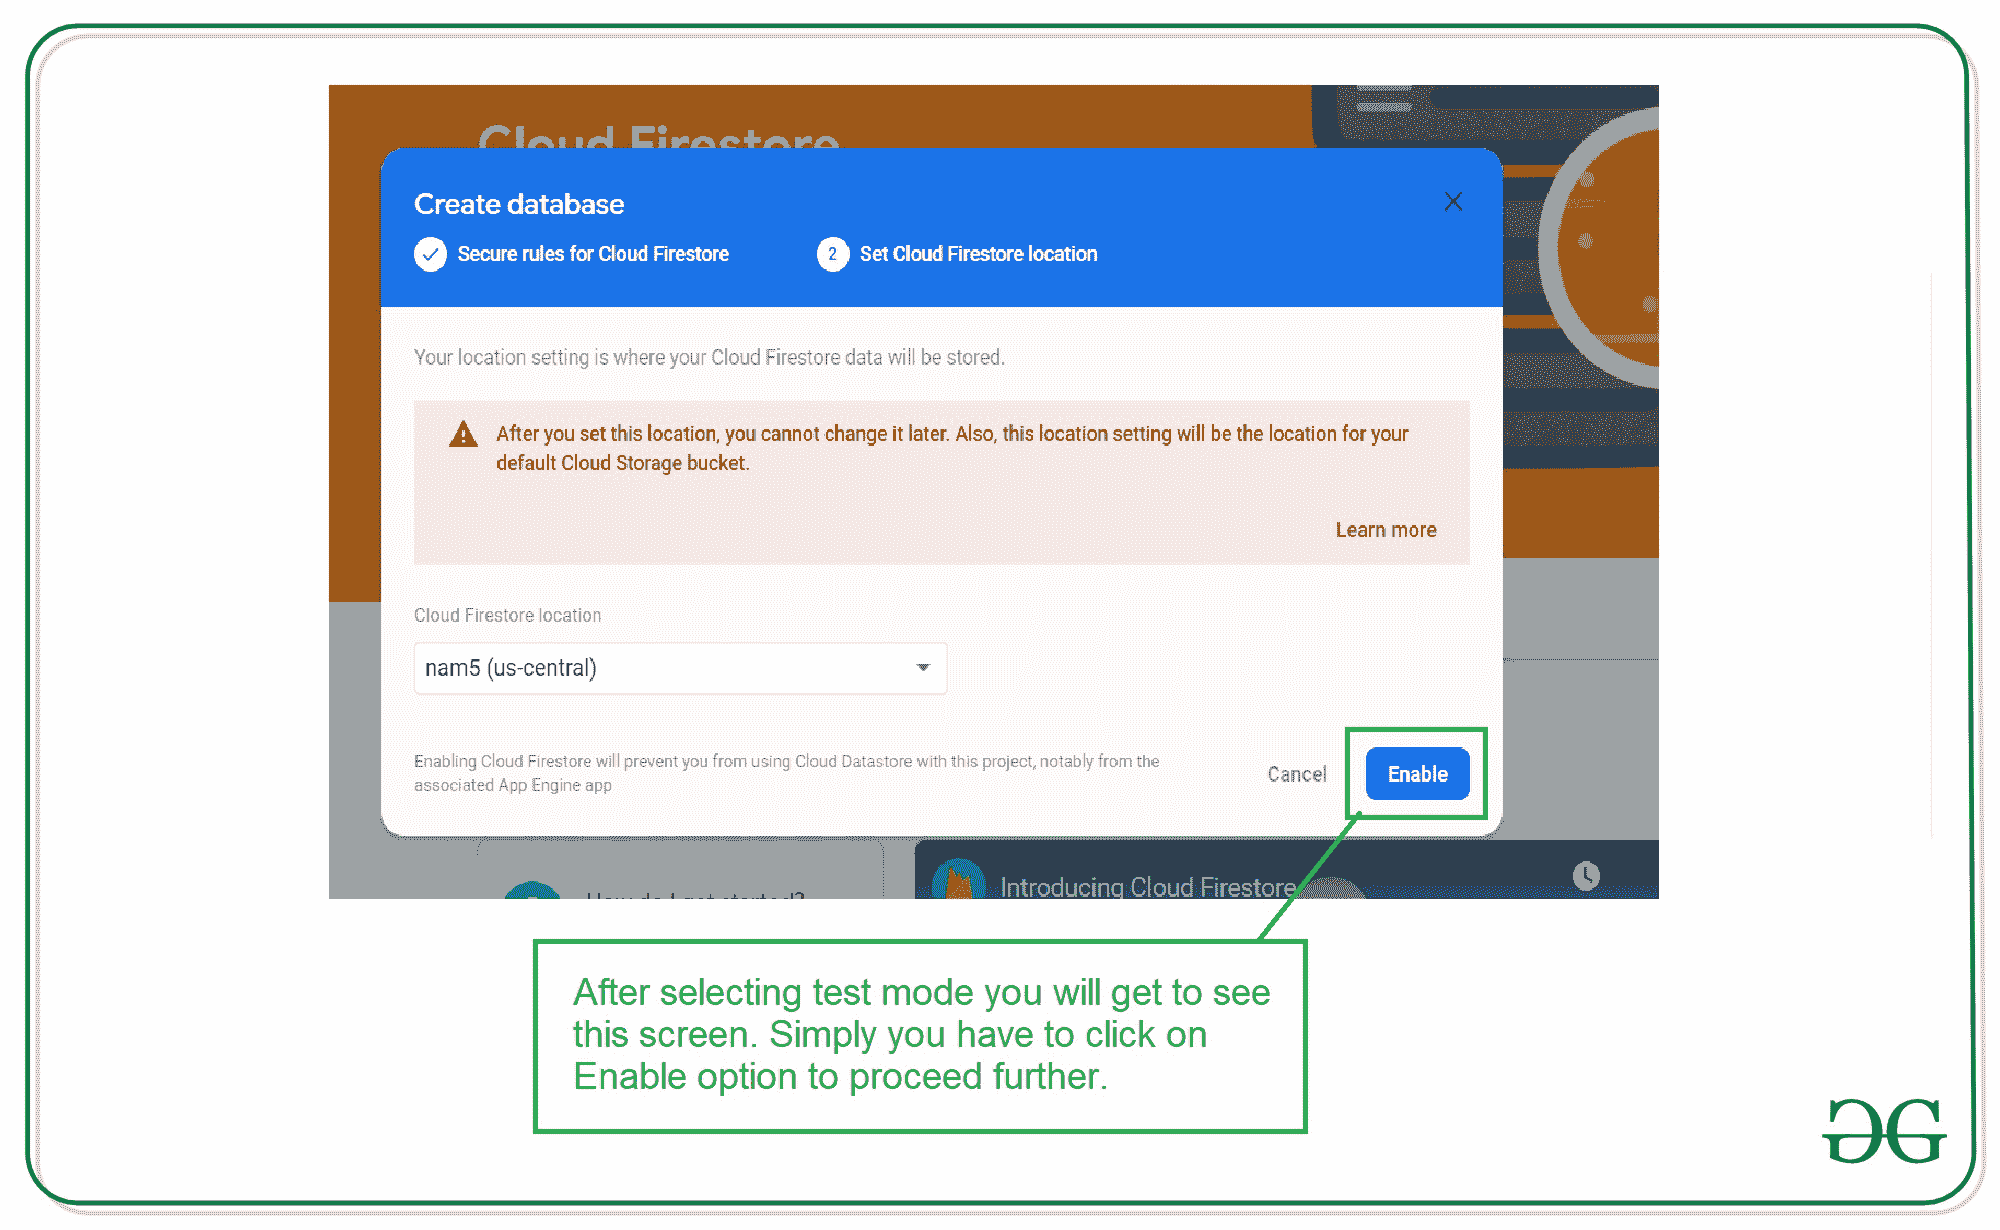 Cloud Firestore
Create database
Secure rules for Cloud Firestore
2 Set Cloud Firestore location
Your location setting is where your Cloud Firestore data will be stored.
After you set this location, you cannot change it later. Also, this location setting will be the location for your
default Cloud Storage bucket.
Learn more
Cloud Firestore location
nam5 (us-central)
Enabling Cloud Firestore will prevent you from using Cloud Datastore with this project, notably from the
associated App Engine app
Cancel
Enable
How do I get started?
Introducing Cloud Firestore
After selecting test mode you will get to see
this screen. Simply you have to click on
Enable option to proceed further.